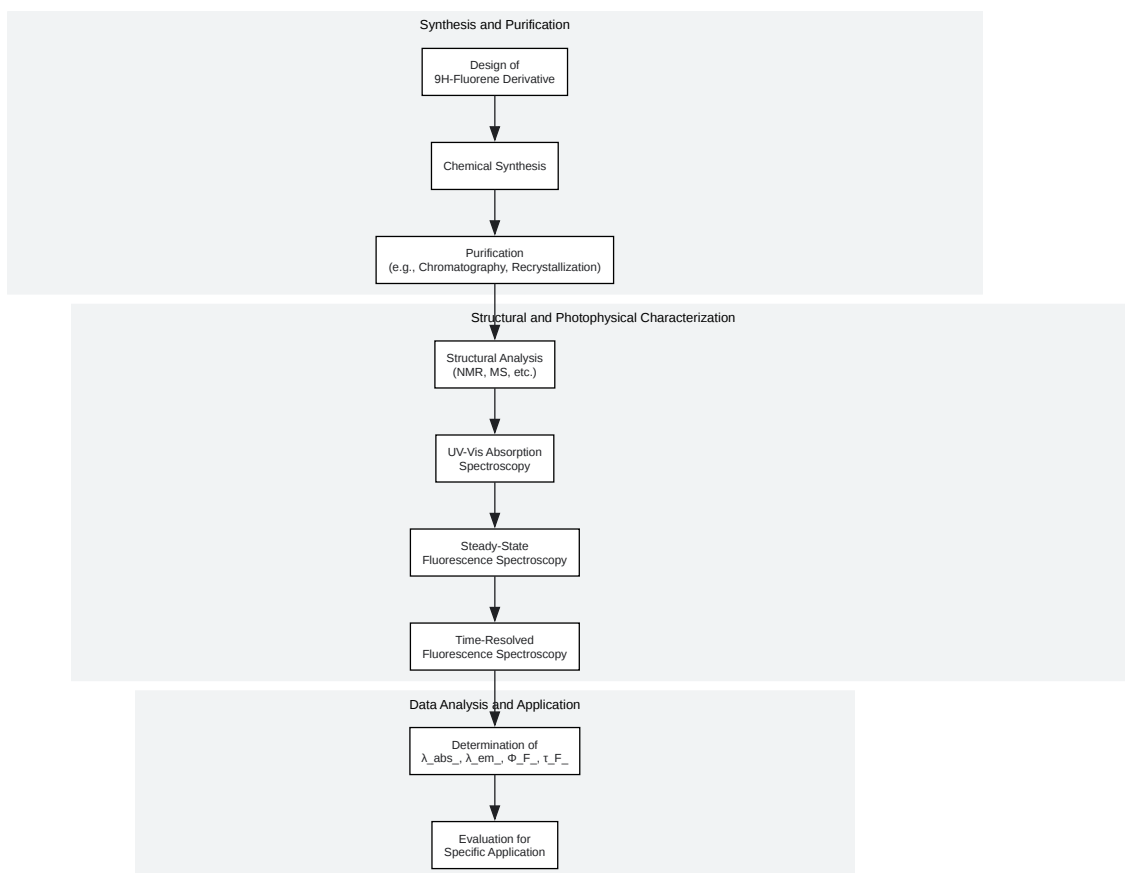 Synthesis and Purification
Design of
9H-Fluorene Derivative
Chemical Synthesis
Purification
(e.g., Chromatography, Recrystallization)
Structural and Photophysical Characterization
Structural Analysis
(NMR, MS, etc.)
UV-Vis Absorption
Spectroscopy
Steady-State
Fluorescence Spectroscopy
Time-Resolved
Fluorescence Spectroscopy
Data Analysis and Application
Determination of
λ_abs_, λ_em_, Φ_F_, τ_F_
Evaluation for
Specific Application